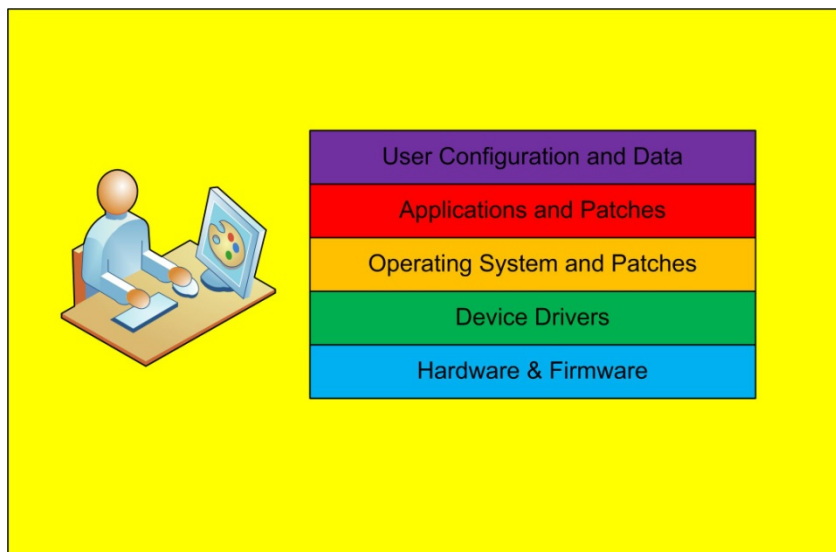 User Configuration and Data
Applications and Patches
Operating System and Patches
Device Drivers
Hardware & Firmware